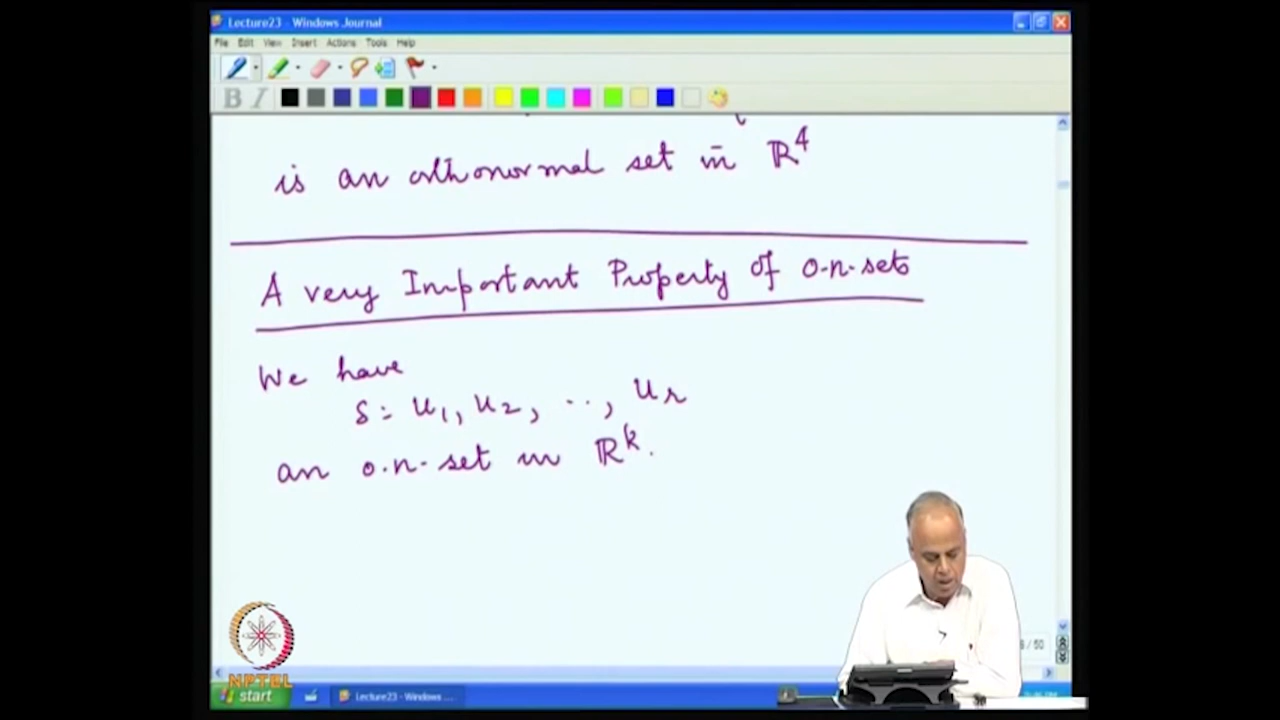 Lecture23 - Windows Journal
File Edit View Insert Actions Tools Help
B I
is an orthonormal set in ℝ⁴
A very Important Property of o.n. sets
We have
S = u₁, u₂, .., uᵣ
an o.n. set in ℝᵏ.
/ 50
NPTEL
start Lecture23 - Windows ...